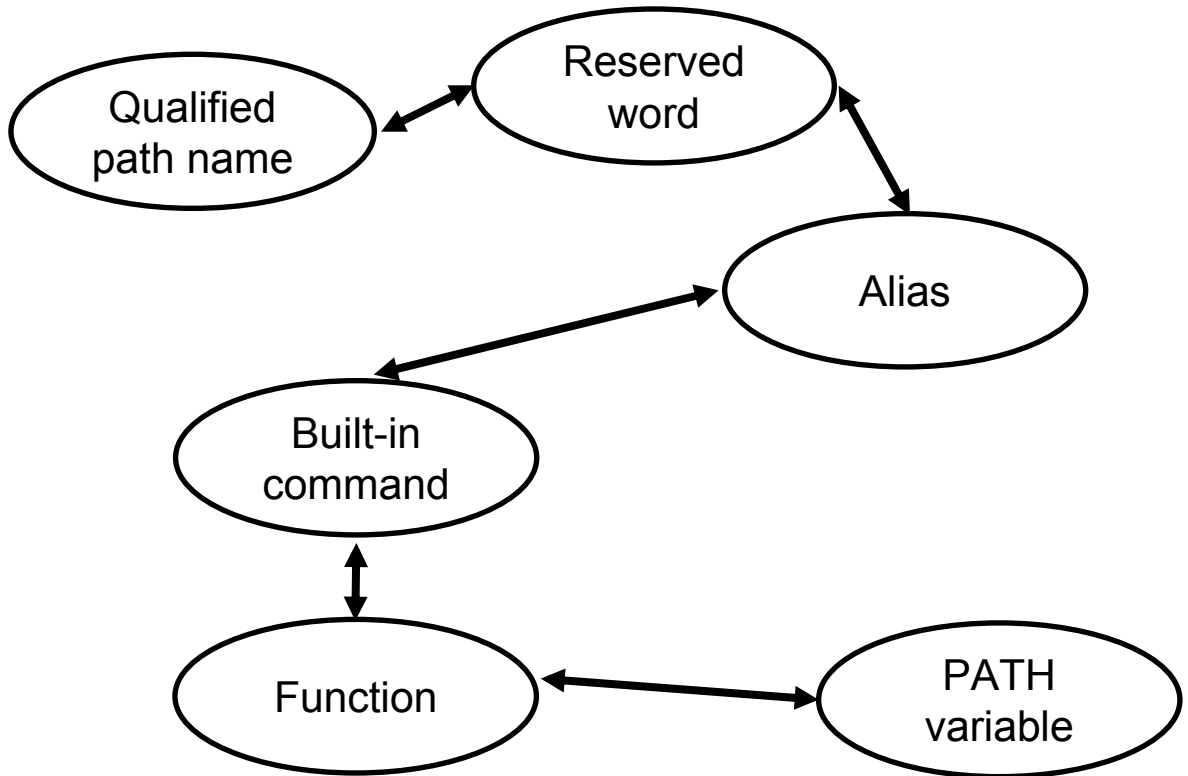 Qualified
path name
Reserved
word
Alias
Built-in
command
Function
PATH
variable